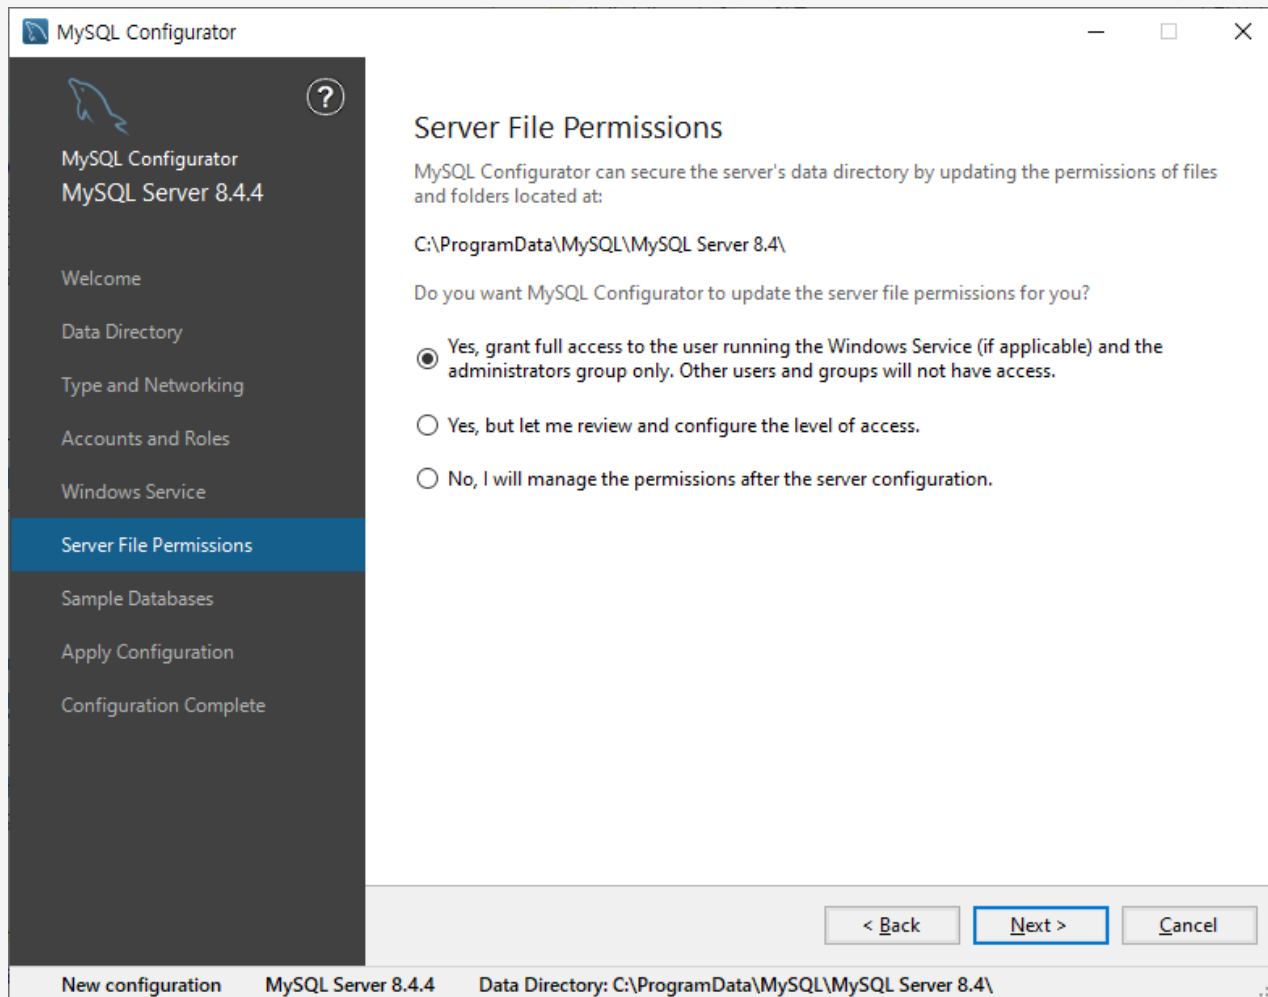 MySQL Configurator
?
MySQL Configurator
MySQL Server 8.4.4
Welcome
Data Directory
Type and Networking
Accounts and Roles
Windows Service
Server File Permissions
Sample Databases
Apply Configuration
Configuration Complete
Server File Permissions
MySQL Configurator can secure the server's data directory by updating the permissions of files
and folders located at:
C:\ProgramData\MySQL\MySQL Server 8.4\
Do you want MySQL Configurator to update the server file permissions for you?
Yes, grant full access to the user running the Windows Service (if applicable) and the
administrators group only. Other users and groups will not have access.
Yes, but let me review and configure the level of access.
No, I will manage the permissions after the server configuration.
< Back
Next >
Cancel
New configuration
MySQL Server 8.4.4
Data Directory: C:\ProgramData\MySQL\MySQL Server 8.4\